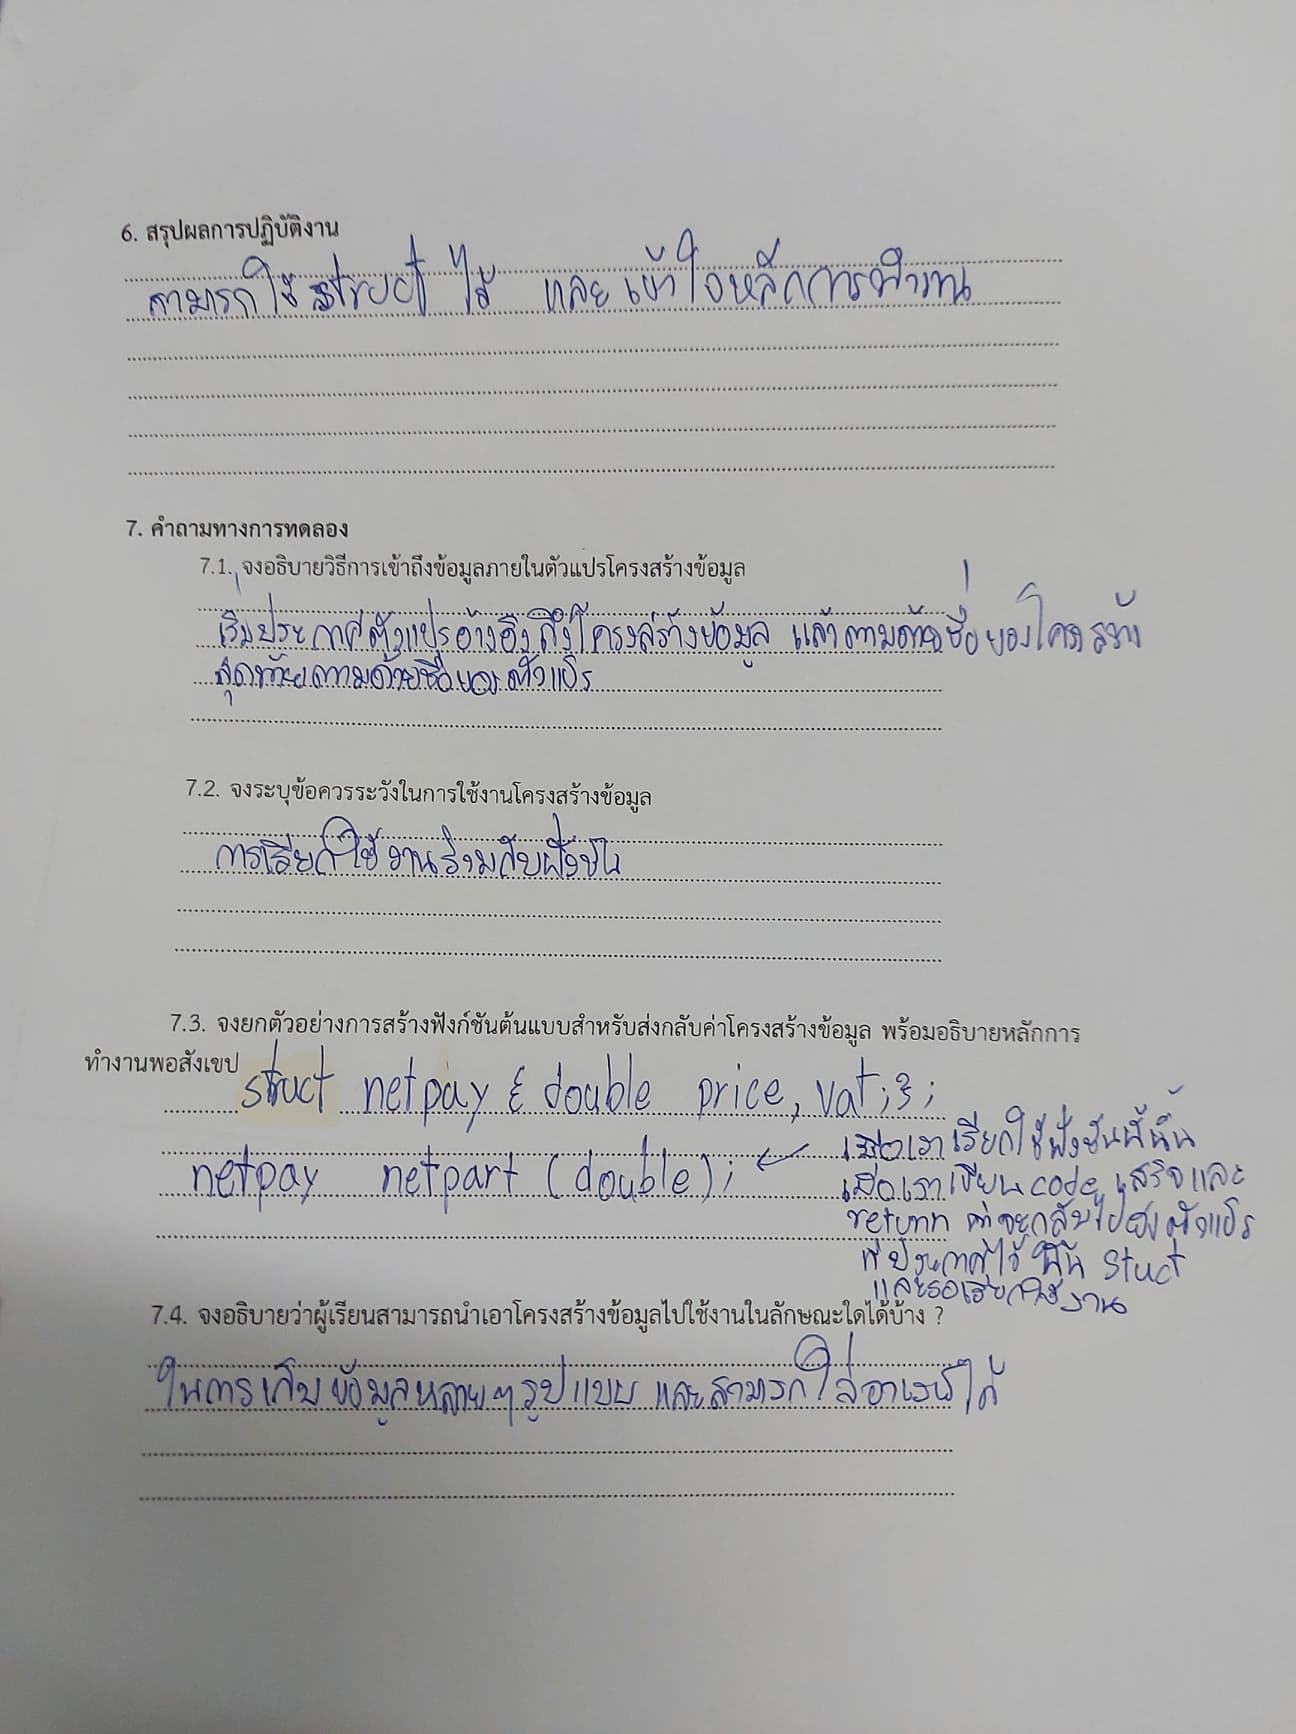 6. สรุปผลการปฏิบัติงาน
สามารถใช้ struct ได้ และ เข้าใจหลักการทำงาน
7. คำถามทางการทดลอง
7.1. จงอธิบายวิธีการเข้าถึงข้อมูลภายในตัวแปรโครงสร้างข้อมูล
เริ่มประกาศตัวแปรอ้างอิงถึงโครงสร้างข้อมูล แล้วตามด้วยชื่อของโครงสร้าง
สุดท้ายตามด้วยชื่อของตัวแปร
7.2. จงระบุข้อควรระวังในการใช้งานโครงสร้างข้อมูล
การเรียกใช้งานร่วมกับฟังชัน
7.3. จงยกตัวอย่างการสร้างฟังก์ชันต้นแบบสำหรับส่งกลับค่าโครงสร้างข้อมูล พร้อมอธิบายหลักการ
ทำงานพอสังเขป
stuct netpay { double price, vat; };
netpay netpart (double);
เมื่อเราเรียกใช้ฟังชันนี้นั้น
เมื่อเราเขียน code เสร็จและ
return ค่าจะกลับไปยังตัวแปร
ที่ประกาศไว้ ใน stuct
และรอเรียกใช้งาน
7.4. จงอธิบายว่าผู้เรียนสามารถนำเอาโครงสร้างข้อมูลไปใช้งานในลักษณะใดได้บ้าง ?
ในการเก็บข้อมูลหลายๆรูปแบบ และสามารถใส่อาเรย์ได้